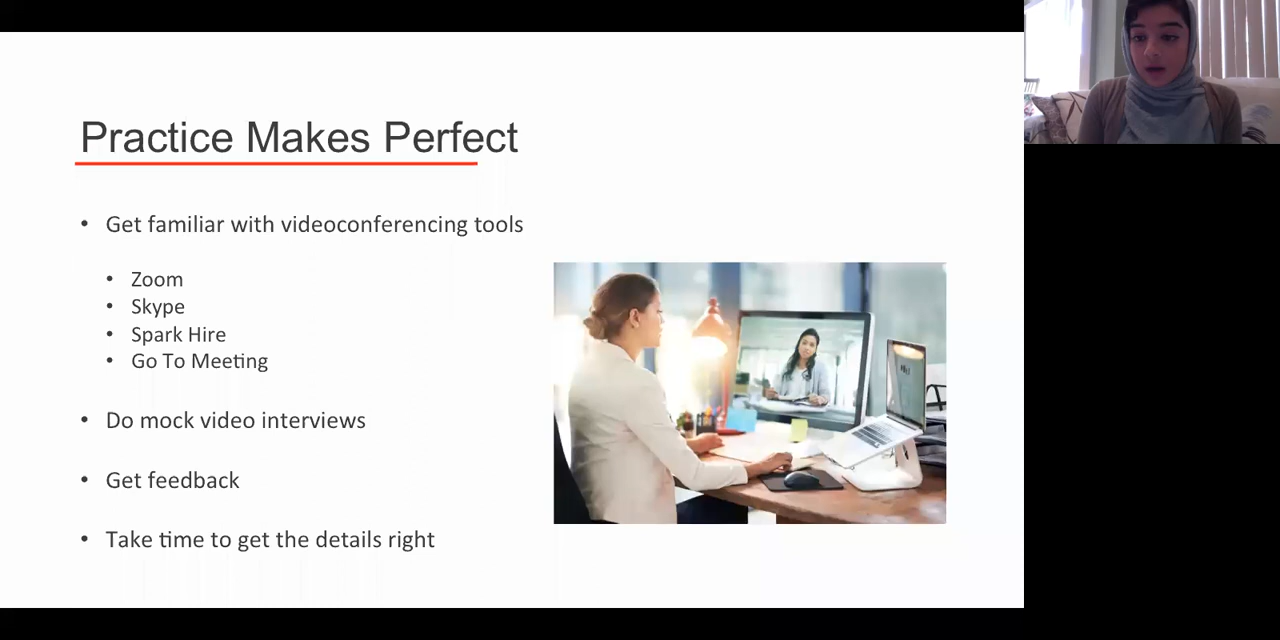 Practice Makes Perfect
• Get familiar with videoconferencing tools
• Zoom
• Skype
• Spark Hire
• Go To Meeting
• Do mock video interviews
• Get feedback
• Take time to get the details right